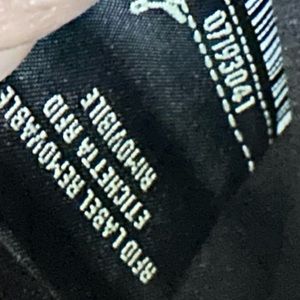 07193041
RFID LABEL REMOVABLE
ETICHETTA RFID
RIMOVIBILE